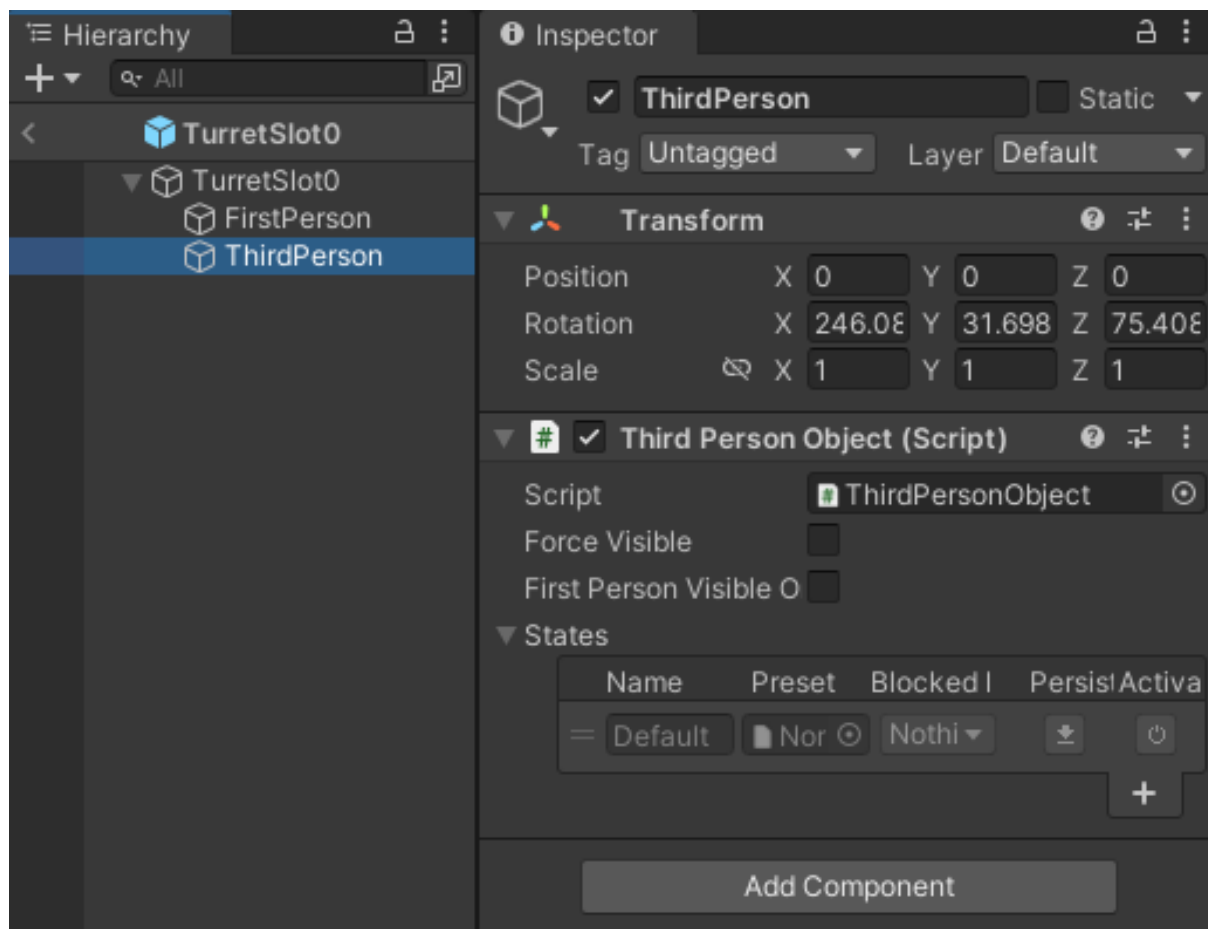 Hierarchy
All
TurretSlot0
TurretSlot0
FirstPerson
ThirdPerson
Inspector
ThirdPerson
Static
Tag Untagged Layer Default
Transform
Position X 0 Y 0 Z 0
Rotation X 246.08 Y 31.698 Z 75.408
Scale X 1 Y 1 Z 1
# Third Person Object (Script)
Script # ThirdPersonObject
Force Visible
First Person Visible O
States
Name Preset Blocked I Persist Activa
Default Nor Nothi
Add Component